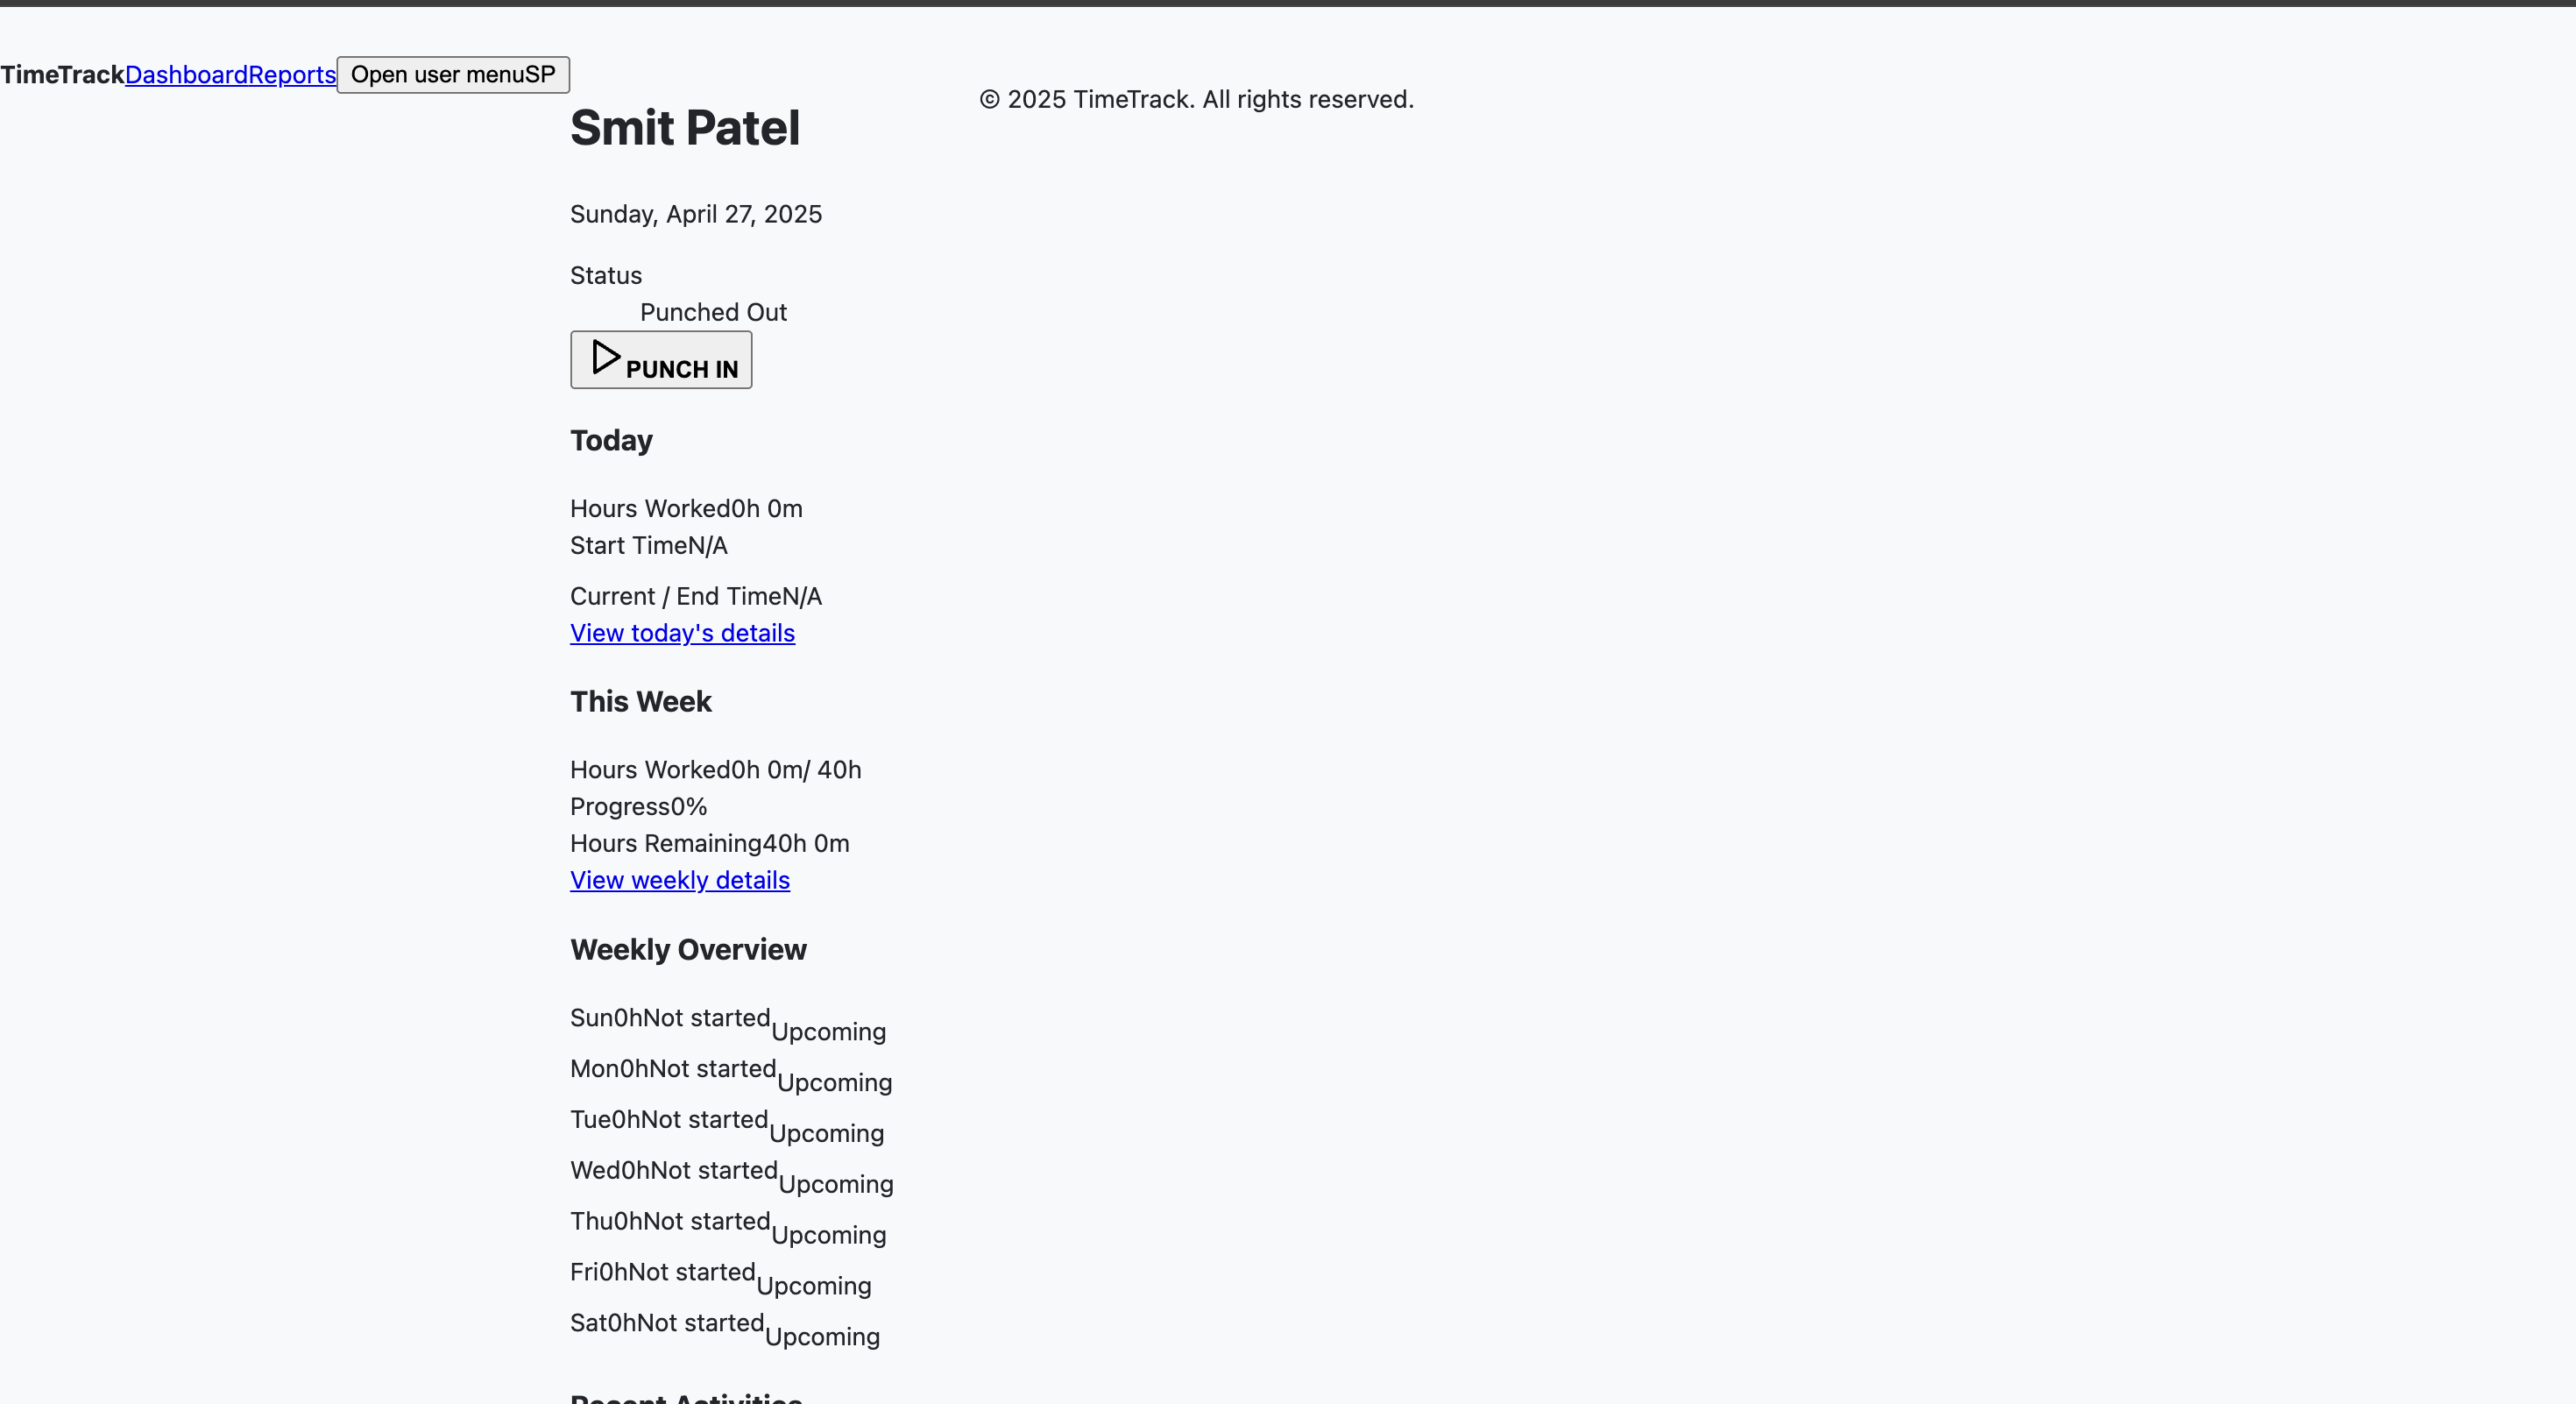 TimeTrackDashboardReports Open user menuSP
Smit Patel
© 2025 TimeTrack. All rights reserved.
Sunday, April 27, 2025
Status
Punched Out
PUNCH IN
Today
Hours Worked0h 0m
Start TimeN/A
Current / End TimeN/A
View today's details
This Week
Hours Worked0h 0m/ 40h
Progress0%
Hours Remaining40h 0m
View weekly details
Weekly Overview
Sun0hNot startedUpcoming
Mon0hNot startedUpcoming
Tue0hNot startedUpcoming
Wed0hNot startedUpcoming
Thu0hNot startedUpcoming
Fri0hNot startedUpcoming
Sat0hNot startedUpcoming
Recent Activities